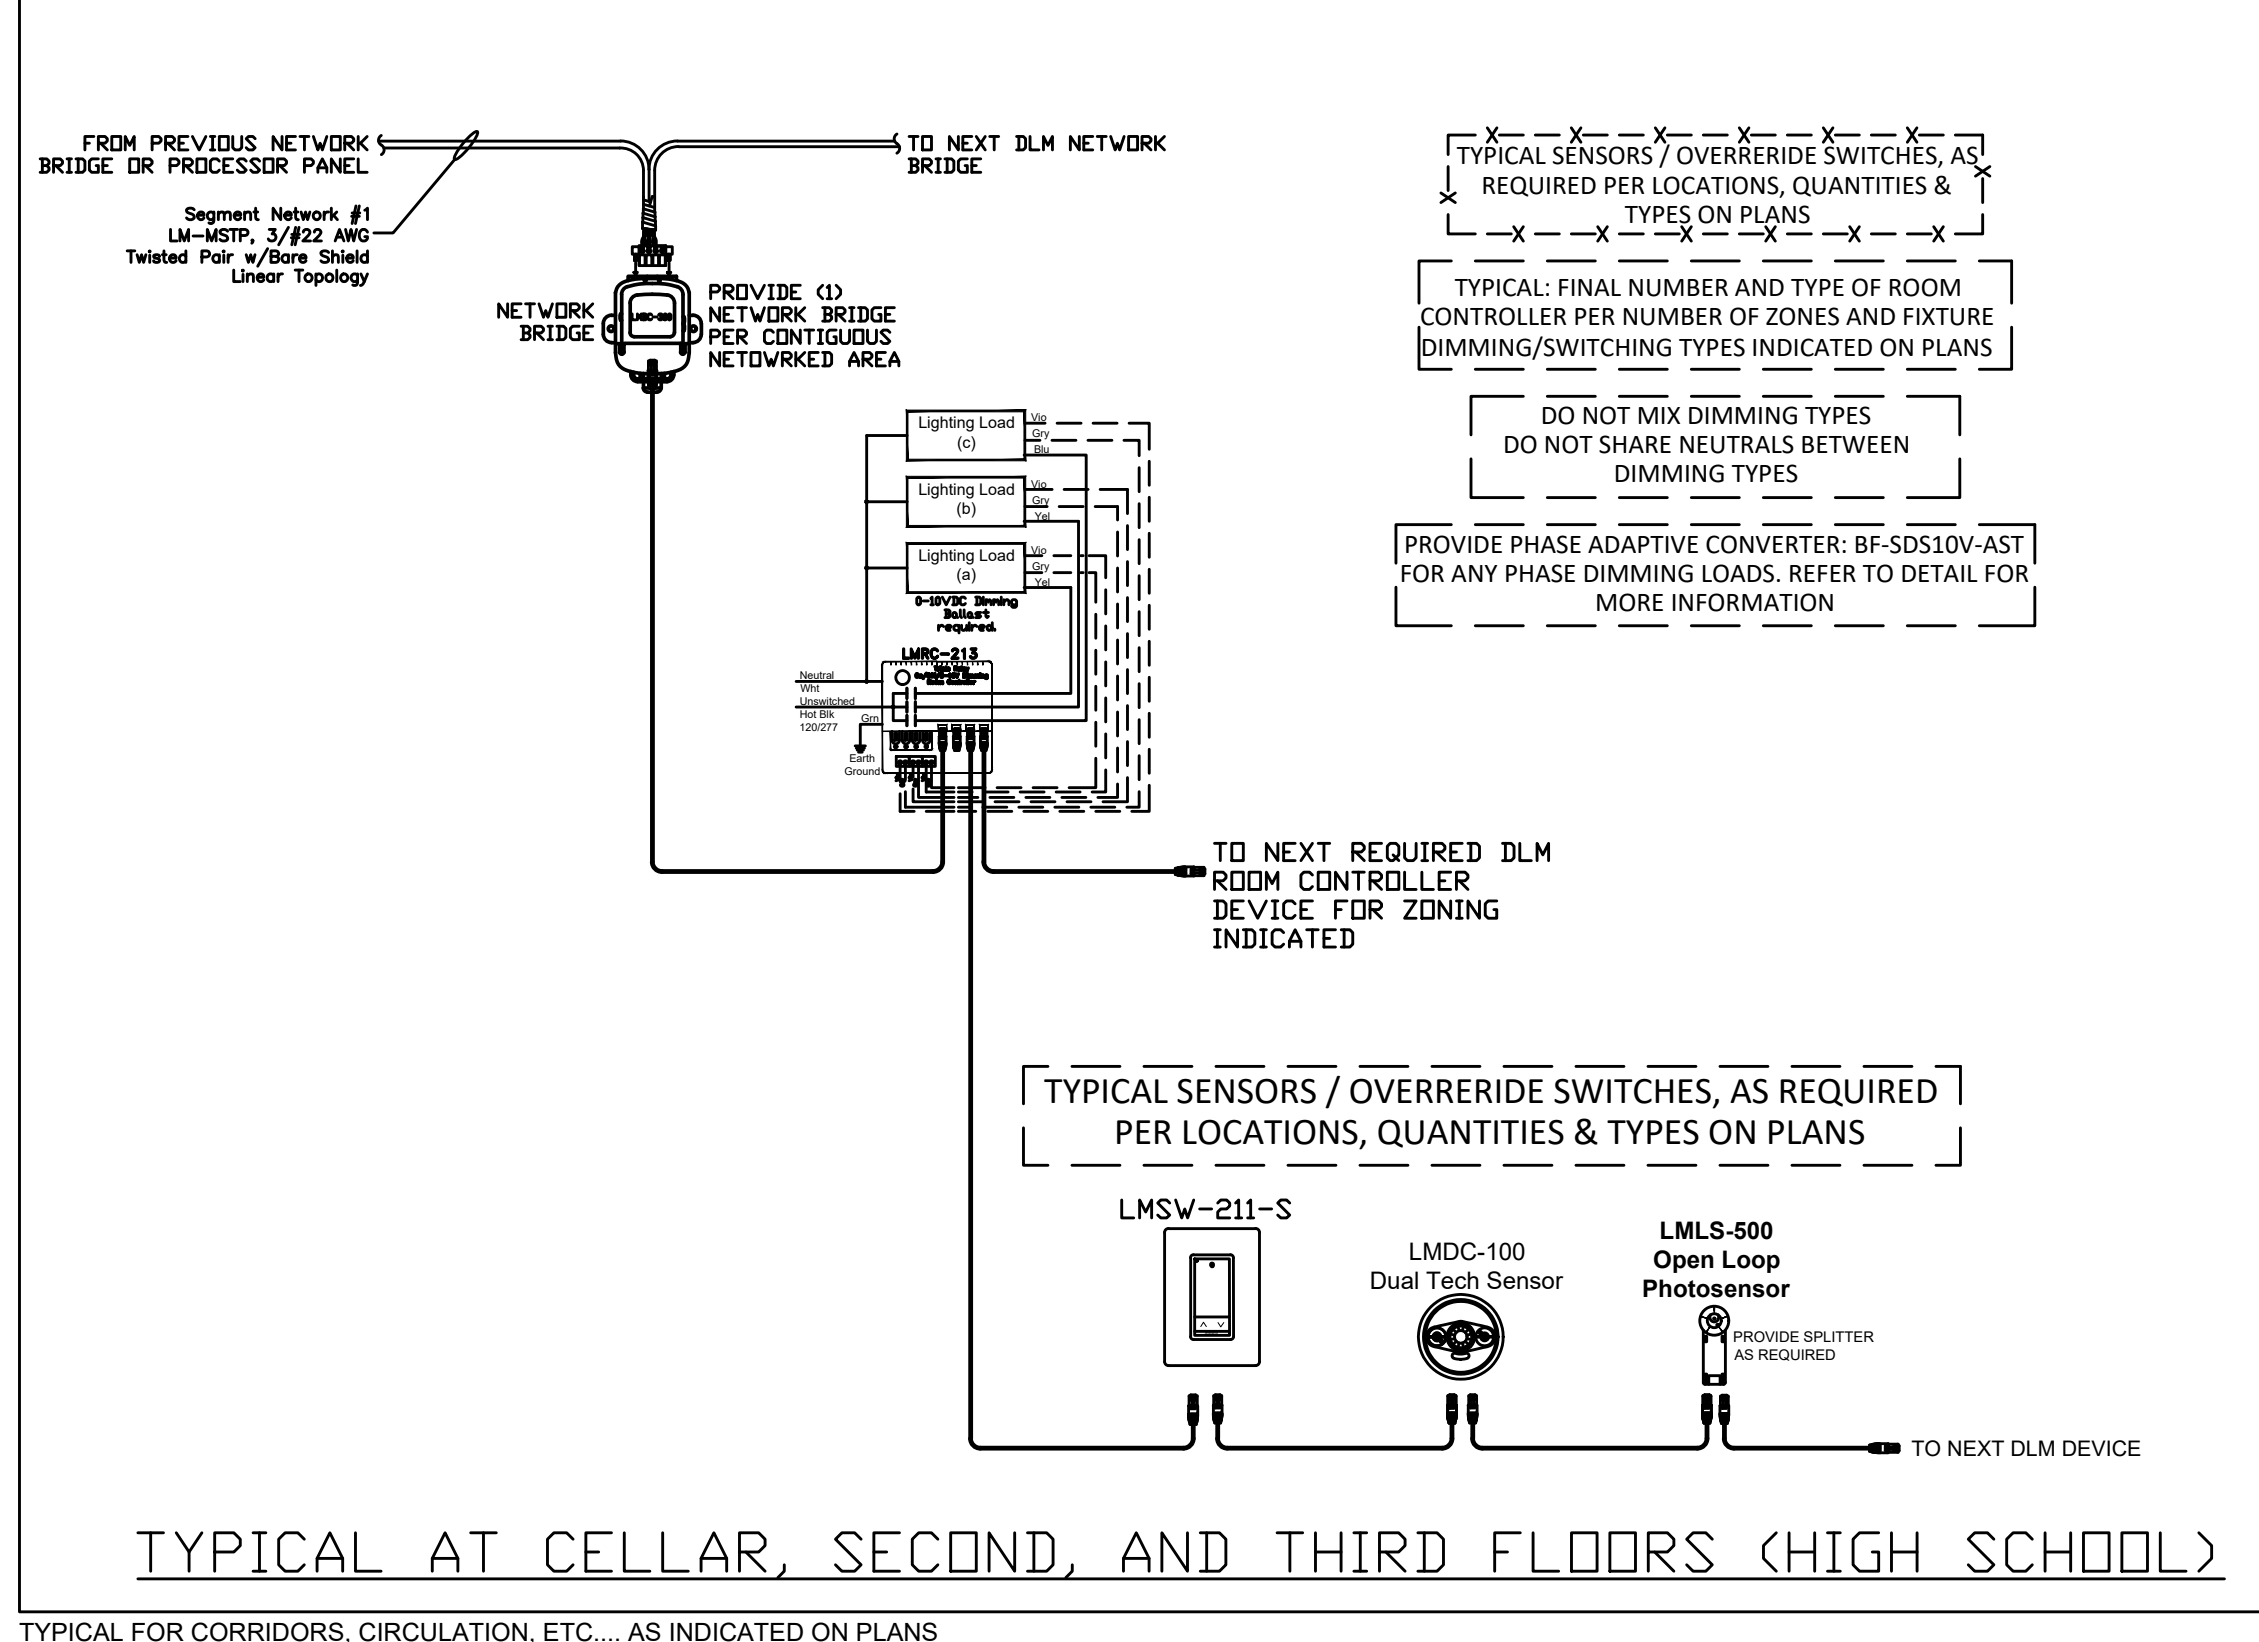 FROM PREVIOUS NETWORK
BRIDGE OR PROCESSOR PANEL
TO NEXT DLM NETWORK
BRIDGE
Segment Network #1
LM-MSTP, 3/#22 AWG
Twisted Pair w/Bare Shield
Linear Topology
NETWORK
BRIDGE
PROVIDE (1)
NETWORK BRIDGE
PER CONTIGUOUS
NETOWRKED AREA
TYPICAL SENSORS / OVERRERIDE SWITCHES, AS
REQUIRED PER LOCATIONS, QUANTITIES &
TYPES ON PLANS
TYPICAL: FINAL NUMBER AND TYPE OF ROOM
CONTROLLER PER NUMBER OF ZONES AND FIXTURE
DIMMING/SWITCHING TYPES INDICATED ON PLANS
DO NOT MIX DIMMING TYPES
DO NOT SHARE NEUTRALS BETWEEN
DIMMING TYPES
PROVIDE PHASE ADAPTIVE CONVERTER: BF-SDS10V-AST
FOR ANY PHASE DIMMING LOADS. REFER TO DETAIL FOR
MORE INFORMATION
Lighting Load
(c)
Vio
Gry
Blu
Lighting Load
(b)
Vio
Gry
Yel
Lighting Load
(a)
Vio
Gry
Yel
0-10VDC Dimming
Ballast
required.
LMRC-213
Neutral
Wht
Unswitched
Hot Blk
120/277
Grn
Earth
Ground
TO NEXT REQUIRED DLM
ROOM CONTROLLER
DEVICE FOR ZONING
INDICATED
TYPICAL SENSORS / OVERRERIDE SWITCHES, AS REQUIRED
PER LOCATIONS, QUANTITIES & TYPES ON PLANS
LMSW-211-S
LMDC-100
Dual Tech Sensor
LMLS-500
Open Loop
Photosensor
PROVIDE SPLITTER
AS REQUIRED
TO NEXT DLM DEVICE
TYPICAL AT CELLAR, SECOND, AND THIRD FLOORS (HIGH SCHOOL)
TYPICAL FOR CORRIDORS, CIRCULATION, ETC.... AS INDICATED ON PLANS